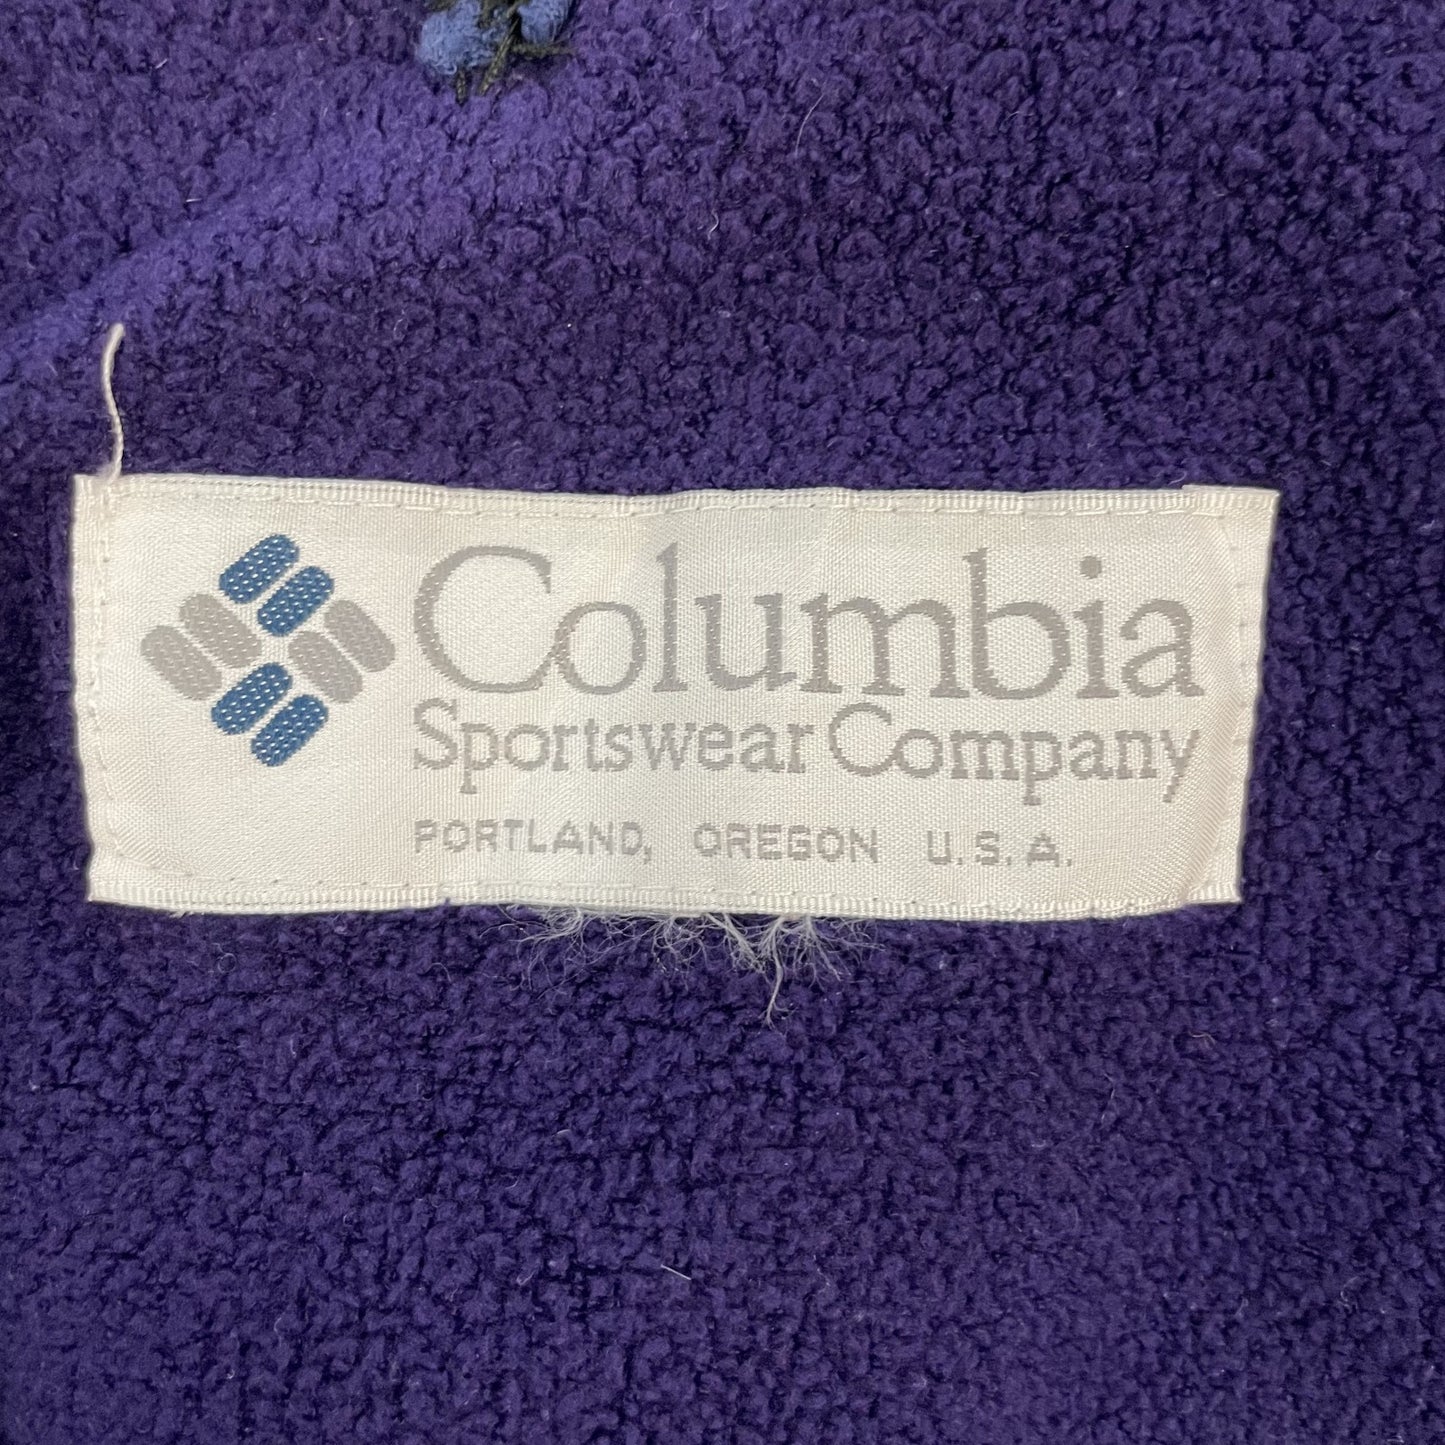 Columbia
Sportswear Company
PORTLAND, OREGON U.S.A.